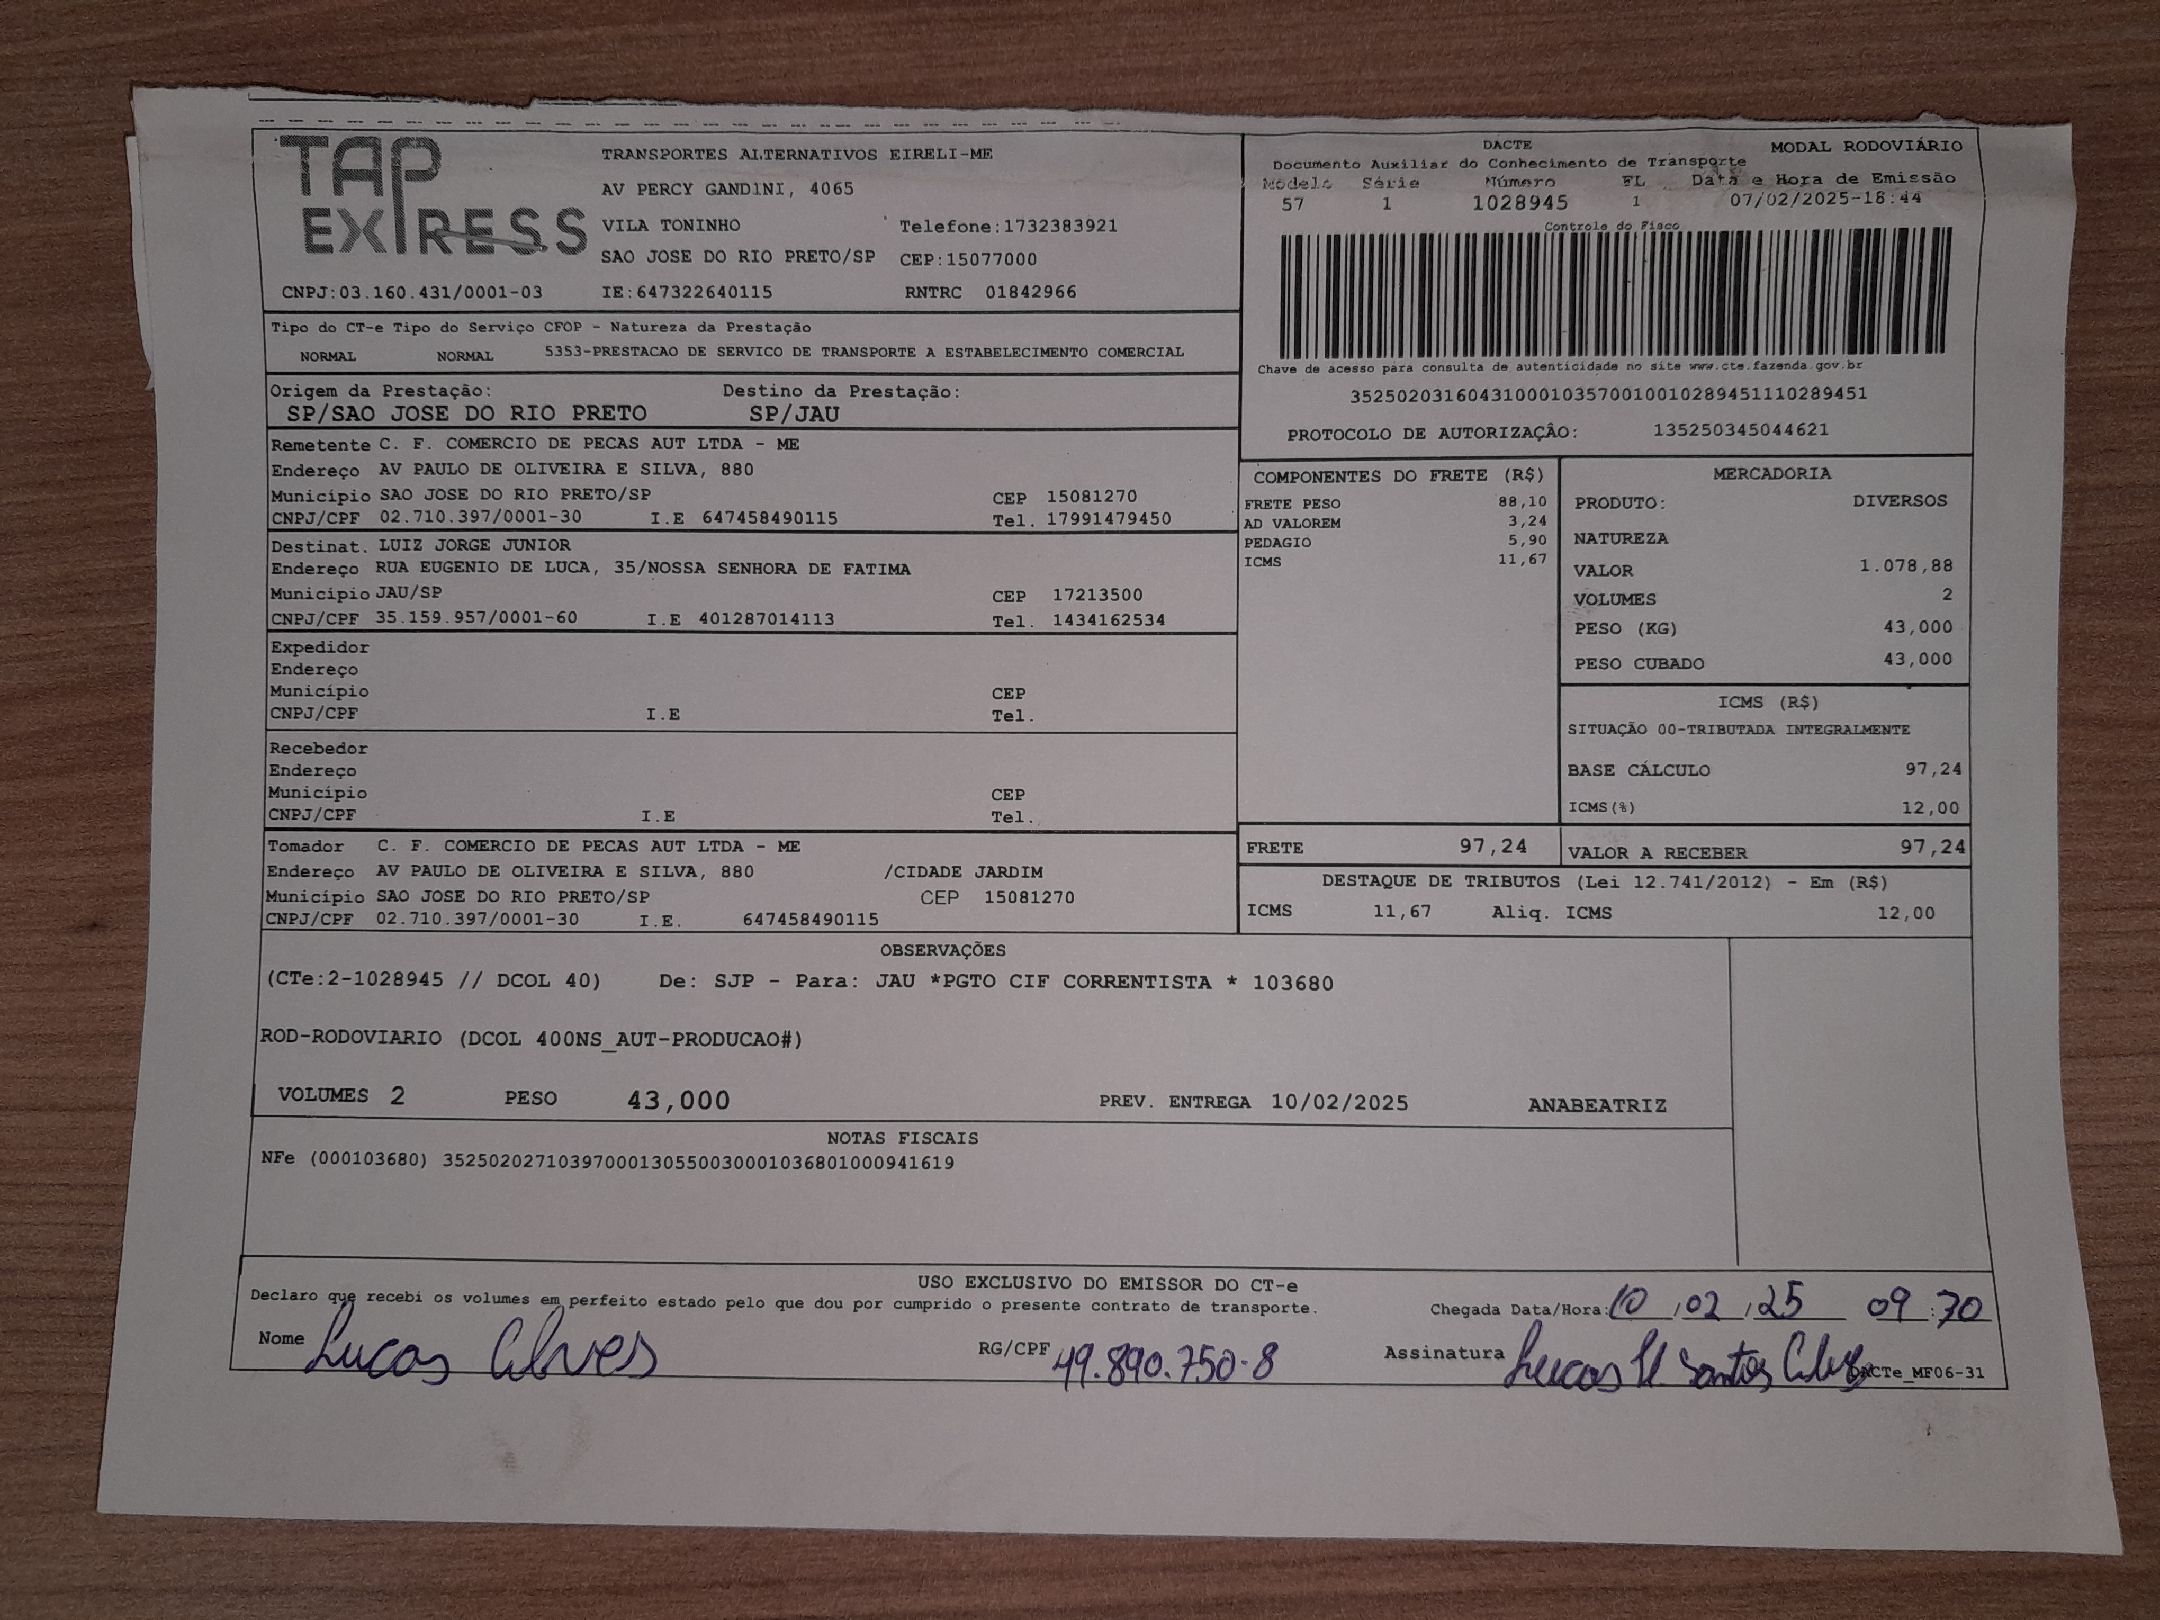 TAP EXPRESS
TRANSPORTES ALTERNATIVOS EIRELI-ME
AV PERCY GANDINI, 4065
VILA TONINHO Telefone:1732383921
SAO JOSE DO RIO PRETO/SP CEP:15077000
CNPJ:03.160.431/0001-03 IE:647322640115 RNTRC 01842966
DACTE MODAL RODOVIÁRIO
Documento Auxiliar do Conhecimento de Transporte
Modelo Série Número FL Data e Hora de Emissão
57 1 1028945 1 07/02/2025-18:44
Controle do Fisco
Chave de acesso para consulta de autenticidade no site www.cte.fazenda.gov.br
35250203160431000103570010010289451110289451
PROTOCOLO DE AUTORIZAÇÃO: 135250345044621
Tipo do CT-e Tipo do Serviço CFOP - Natureza da Prestação
NORMAL NORMAL 5353-PRESTACAO DE SERVICO DE TRANSPORTE A ESTABELECIMENTO COMERCIAL
Origem da Prestação: Destino da Prestação:
SP/SAO JOSE DO RIO PRETO SP/JAU
Remetente C. F. COMERCIO DE PECAS AUT LTDA - ME
Endereço AV PAULO DE OLIVEIRA E SILVA, 880
Município SAO JOSE DO RIO PRETO/SP CEP 15081270
CNPJ/CPF 02.710.397/0001-30 I.E 647458490115 Tel. 17991479450
Destinat. LUIZ JORGE JUNIOR
Endereço RUA EUGENIO DE LUCA, 35/NOSSA SENHORA DE FATIMA
Município JAU/SP CEP 17213500
CNPJ/CPF 35.159.957/0001-60 I.E 401287014113 Tel. 1434162534
Expedidor
Endereço
Município CEP
CNPJ/CPF I.E Tel.
Recebedor
Endereço
Município CEP
CNPJ/CPF I.E Tel.
Tomador C. F. COMERCIO DE PECAS AUT LTDA - ME
Endereço AV PAULO DE OLIVEIRA E SILVA, 880 /CIDADE JARDIM
Município SAO JOSE DO RIO PRETO/SP CEP 15081270
CNPJ/CPF 02.710.397/0001-30 I.E. 647458490115
COMPONENTES DO FRETE (R$)
FRETE PESO 88,10
AD VALOREM 3,24
PEDAGIO 5,90
ICMS 11,67
MERCADORIA
PRODUTO: DIVERSOS
NATUREZA
VALOR 1.078,88
VOLUMES 2
PESO (KG) 43,000
PESO CUBADO 43,000
ICMS (R$)
SITUAÇÃO 00-TRIBUTADA INTEGRALMENTE
BASE CÁLCULO 97,24
ICMS(%) 12,00
FRETE 97,24 VALOR A RECEBER 97,24
DESTAQUE DE TRIBUTOS (Lei 12.741/2012) - Em (R$)
ICMS 11,67 Aliq. ICMS 12,00
OBSERVAÇÕES
(CTe:2-1028945 // DCOL 40) De: SJP - Para: JAU *PGTO CIF CORRENTISTA * 103680
ROD-RODOVIARIO (DCOL 400NS_AUT-PRODUCAO#)
VOLUMES 2 PESO 43,000 PREV. ENTREGA 10/02/2025 ANABEATRIZ
NOTAS FISCAIS
NFe (000103680) 35250202710397000130550030001036801000941619
USO EXCLUSIVO DO EMISSOR DO CT-e
Declaro que recebi os volumes em perfeito estado pelo que dou por cumprido o presente contrato de transporte. Chegada Data/Hora: 10/02/25 09:
Nome Lucas Alves RG/CPF 49.890.750-8 Assinatura Lucas Santos DACTe_MF06-31